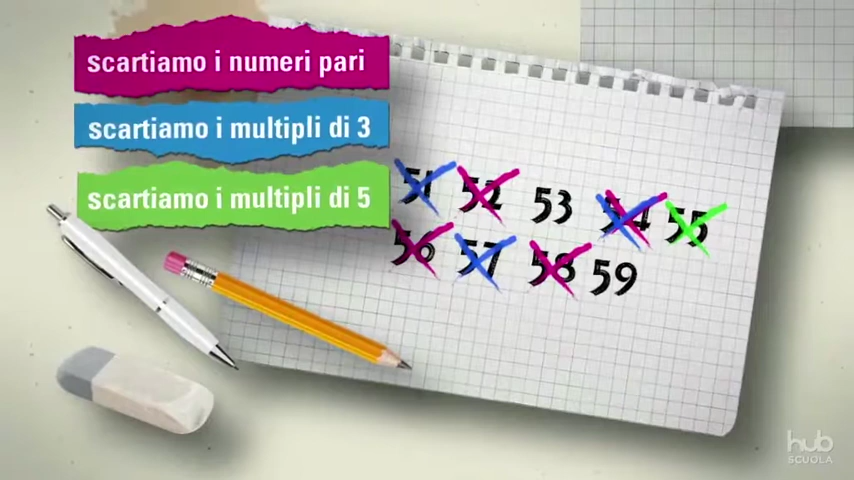 scartiamo i numeri pari
scartiamo i multipli di 3
scartiamo i multipli di 5
51 52 53 54 55
56 57 58 59
hub
SCUOLA